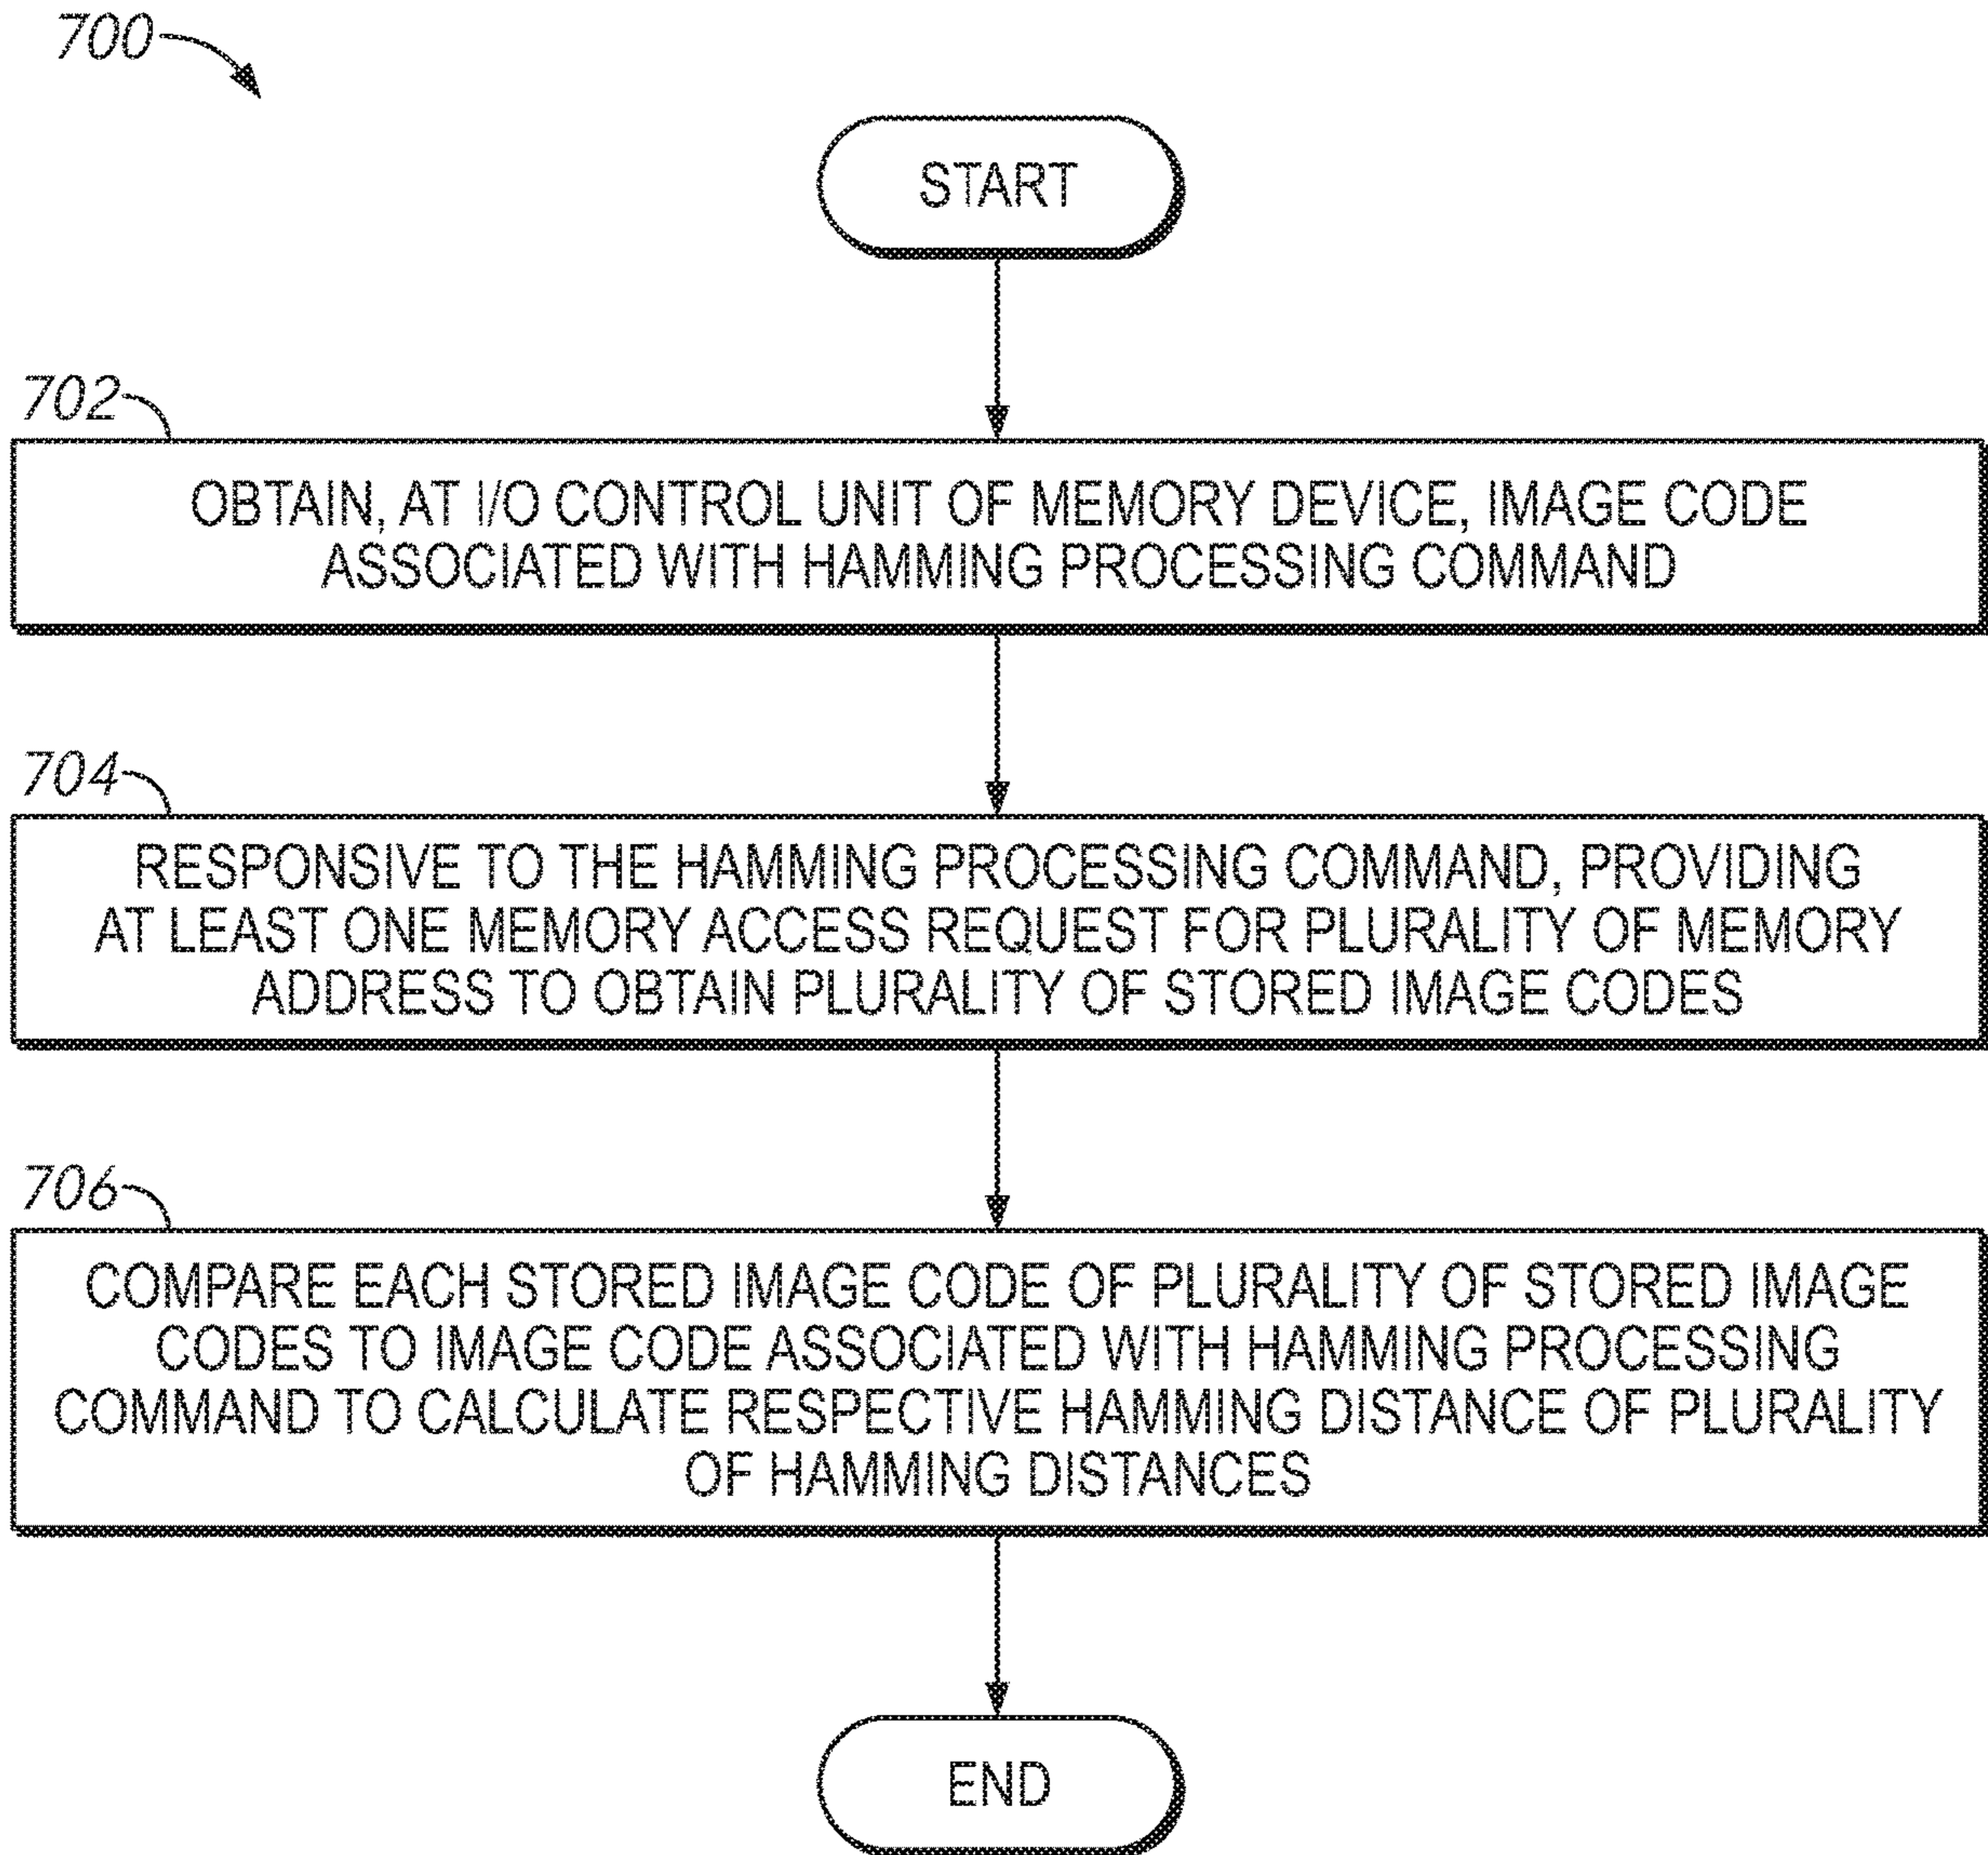 700
START
702
OBTAIN, AT I/O CONTROL UNIT OF MEMORY DEVICE, IMAGE CODE
ASSOCIATED WITH HAMMING PROCESSING COMMAND
704
RESPONSIVE TO THE HAMMING PROCESSING COMMAND, PROVIDING
AT LEAST ONE MEMORY ACCESS REQUEST FOR PLURALITY OF MEMORY
ADDRESS TO OBTAIN PLURALITY OF STORED IMAGE CODES
706
COMPARE EACH STORED IMAGE CODE OF PLURALITY OF STORED IMAGE
CODES TO IMAGE CODE ASSOCIATED WITH HAMMING PROCESSING
COMMAND TO CALCULATE RESPECTIVE HAMMING DISTANCE OF PLURALITY
OF HAMMING DISTANCES
END